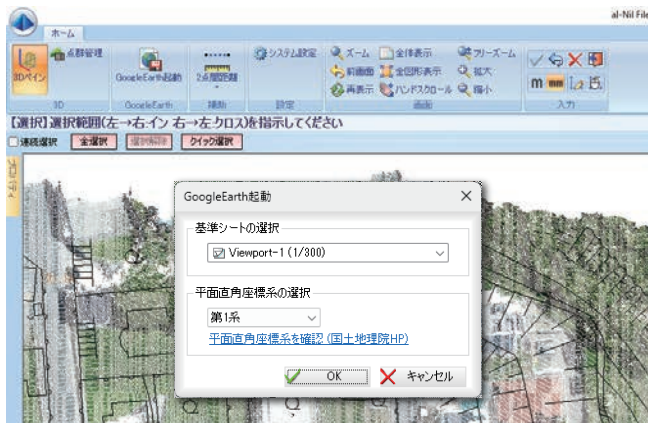 al-Nil File
ホーム
3Dペイン
点群管理
GoogleEarth起動
2点間距離
システム設定
ズーム
全体表示
フリーズーム
前画面
全図形表示
拡大
再表示
ハンドスクロール
縮小
m
mm
3D
GoogleEarth
補助
設定
画面
入力
【選択】選択範囲(左→右:イン 右→左:クロス)を指示してください
連続選択
全選択
選択解除
クイック選択
プロパティ
GoogleEarth起動
基準シートの選択
Viewport-1 (1/300)
平面直角座標系の選択
第1系
平面直角座標系を確認 (国土地理院HP)
OK
キャンセル